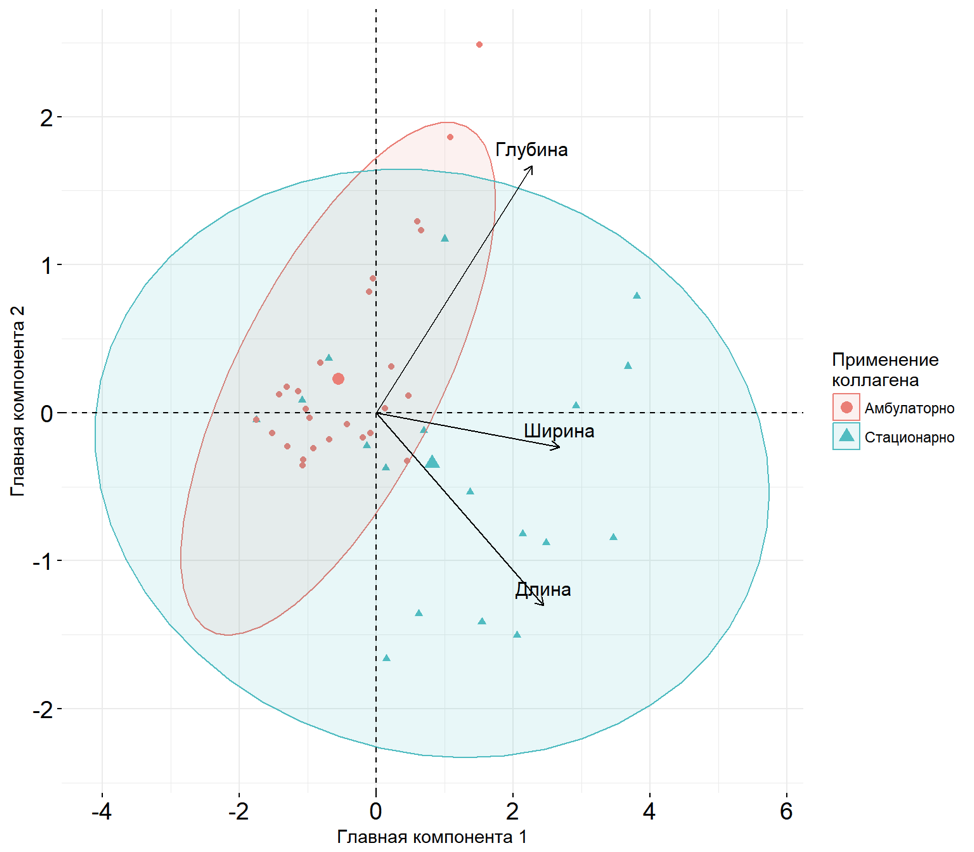 Глубина
Ширина
Длина
2
1
0
-1
-2
-4
-2
0
2
4
6
Главная компонента 2
Главная компонента 1
Применение
коллагена
Амбулаторно
Стационарно